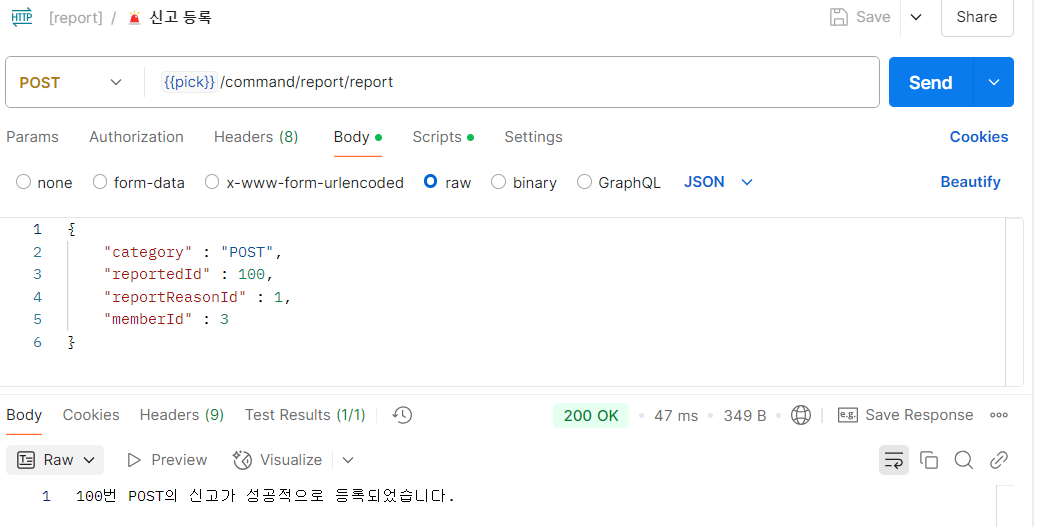 HTTP [report] / 🚨 신고 등록 Save Share
POST {{pick}}/command/report/report Send
Params Authorization Headers (8) Body Scripts Settings Cookies
none form-data x-www-form-urlencoded raw binary GraphQL JSON Beautify
1 {
2 "category" : "POST",
3 "reportedId" : 100,
4 "reportReasonId" : 1,
5 "memberId" : 3
6 }
Body Cookies Headers (9) Test Results (1/1) 200 OK 47 ms 349 B e.g. Save Response
Raw Preview Visualize
1 100번 POST의 신고가 성공적으로 등록되었습니다.